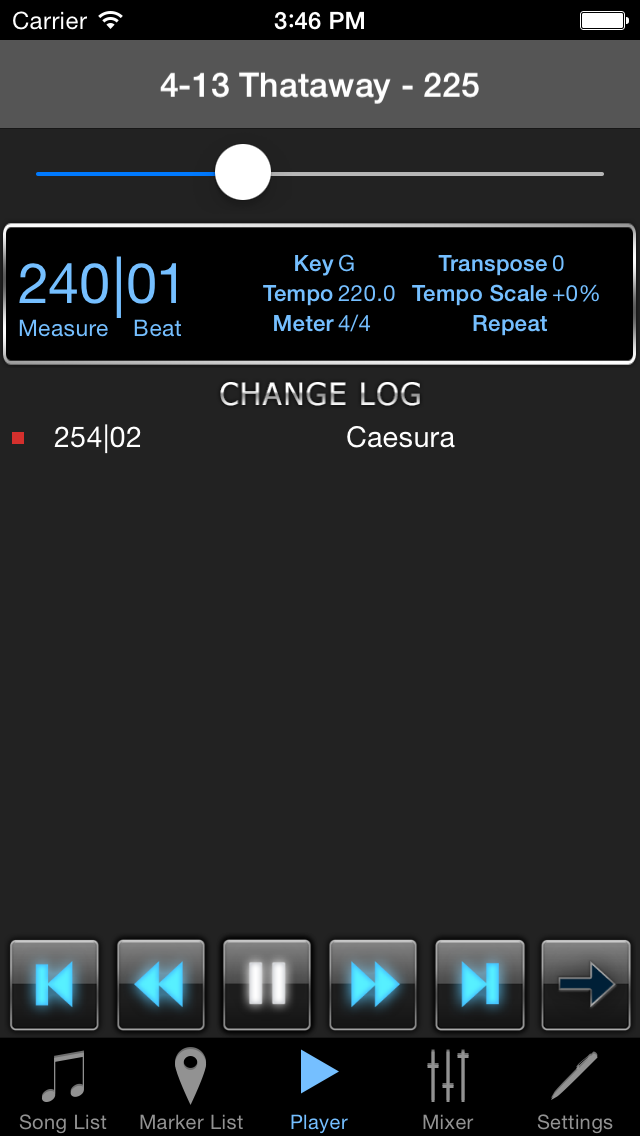 Carrier 3:46 PM
4-13 Thataway - 225
240|01
Measure Beat
Key G
Tempo 220.0
Meter 4/4
Transpose 0
Tempo Scale +0%
Repeat
CHANGE LOG
254|02 Caesura
Song List Marker List Player Mixer Settings